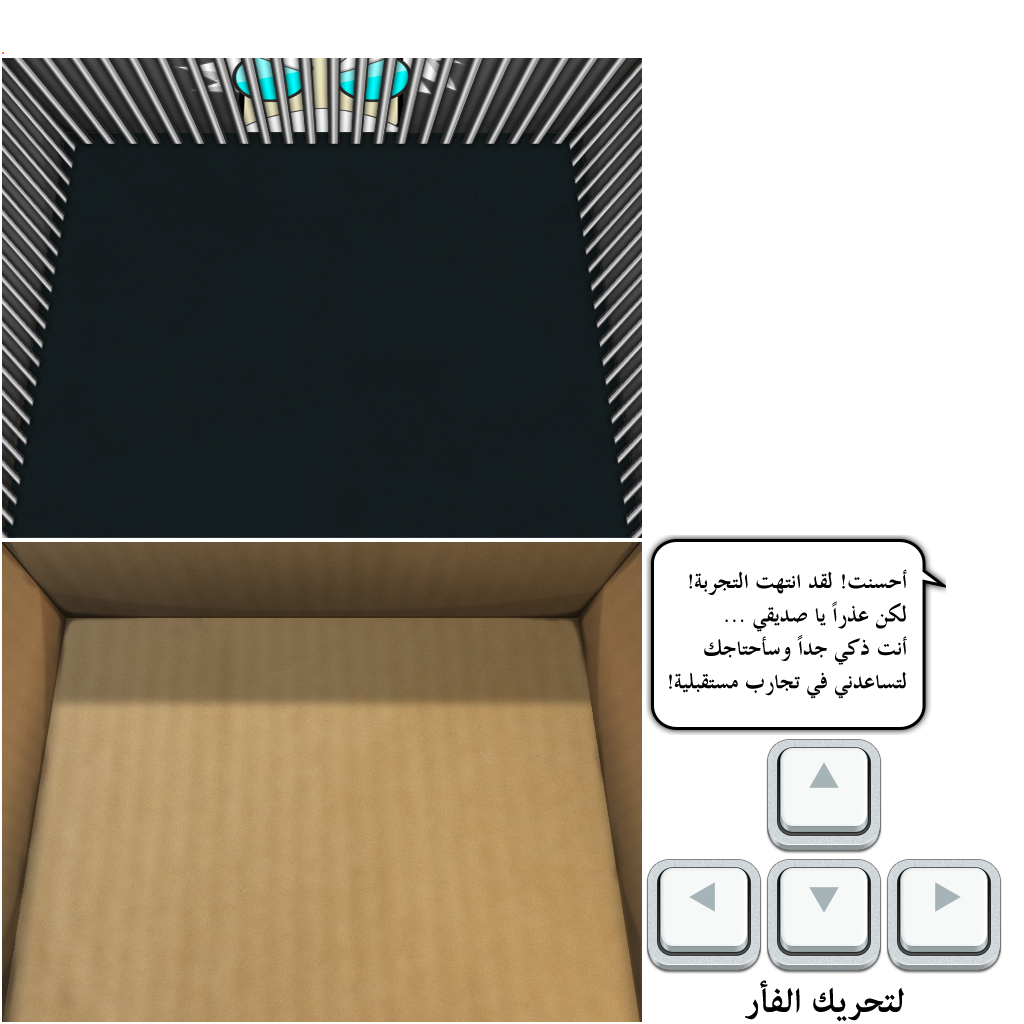 أحسنت! لقد انتهت التجربة!
لكن عذراً يا صديقي ...
أنت ذكي جداً وسأحتاجك
لتساعدني في تجارب مستقبلية!
لتحريك الفأر